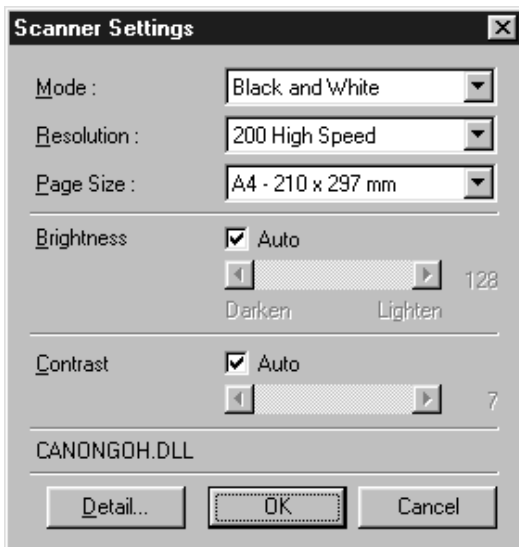 Scanner Settings
Mode : Black and White
Resolution : 200 High Speed
Page Size : A4 - 210 x 297 mm
Brightness Auto
128
Darken Lighten
Contrast Auto
7
CANONGOH.DLL
Detail... OK Cancel